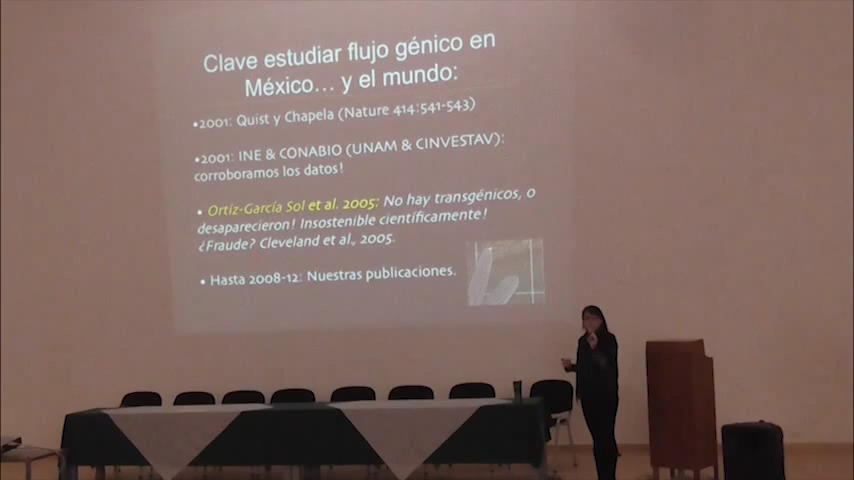 Clave estudiar flujo génico en
México... y el mundo:
•2001: Quist y Chapela (Nature 414:541-543)
•2001: INE & CONABIO (UNAM & CINVESTAV):
corroboramos los datos!
• Ortíz-García Sol et al. 2005: No hay transgénicos, o
desaparecieron! Insostenible científicamente!
¿Fraude? Cleveland et al., 2005.
• Hasta 2008-12: Nuestras publicaciones.